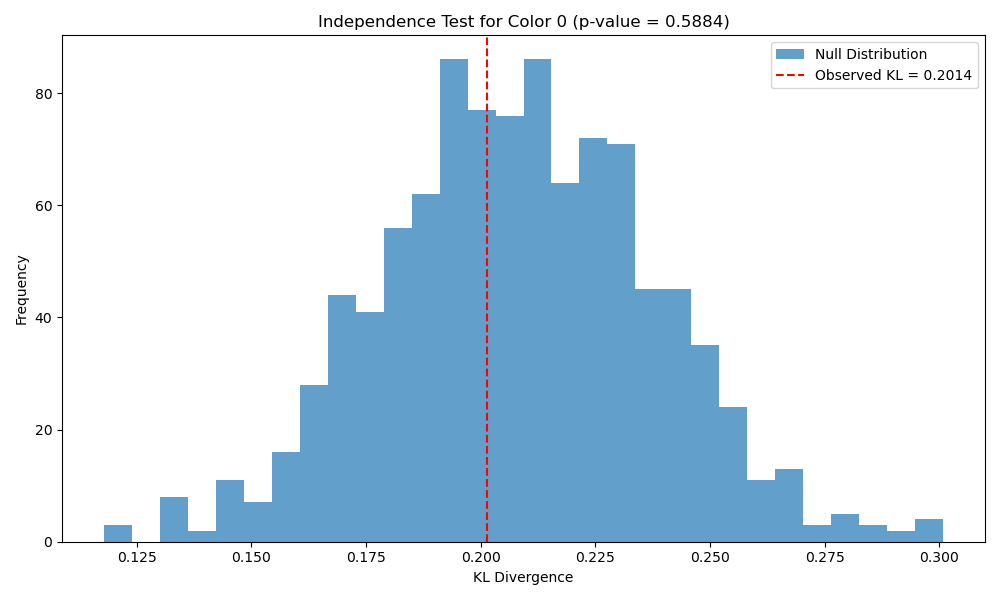 Independence Test for Color 0 (p-value = 0.5884)
Null Distribution
Observed KL = 0.2014
80
60
40
20
0
Frequency
0.125 0.150 0.175 0.200 0.225 0.250 0.275 0.300
KL Divergence